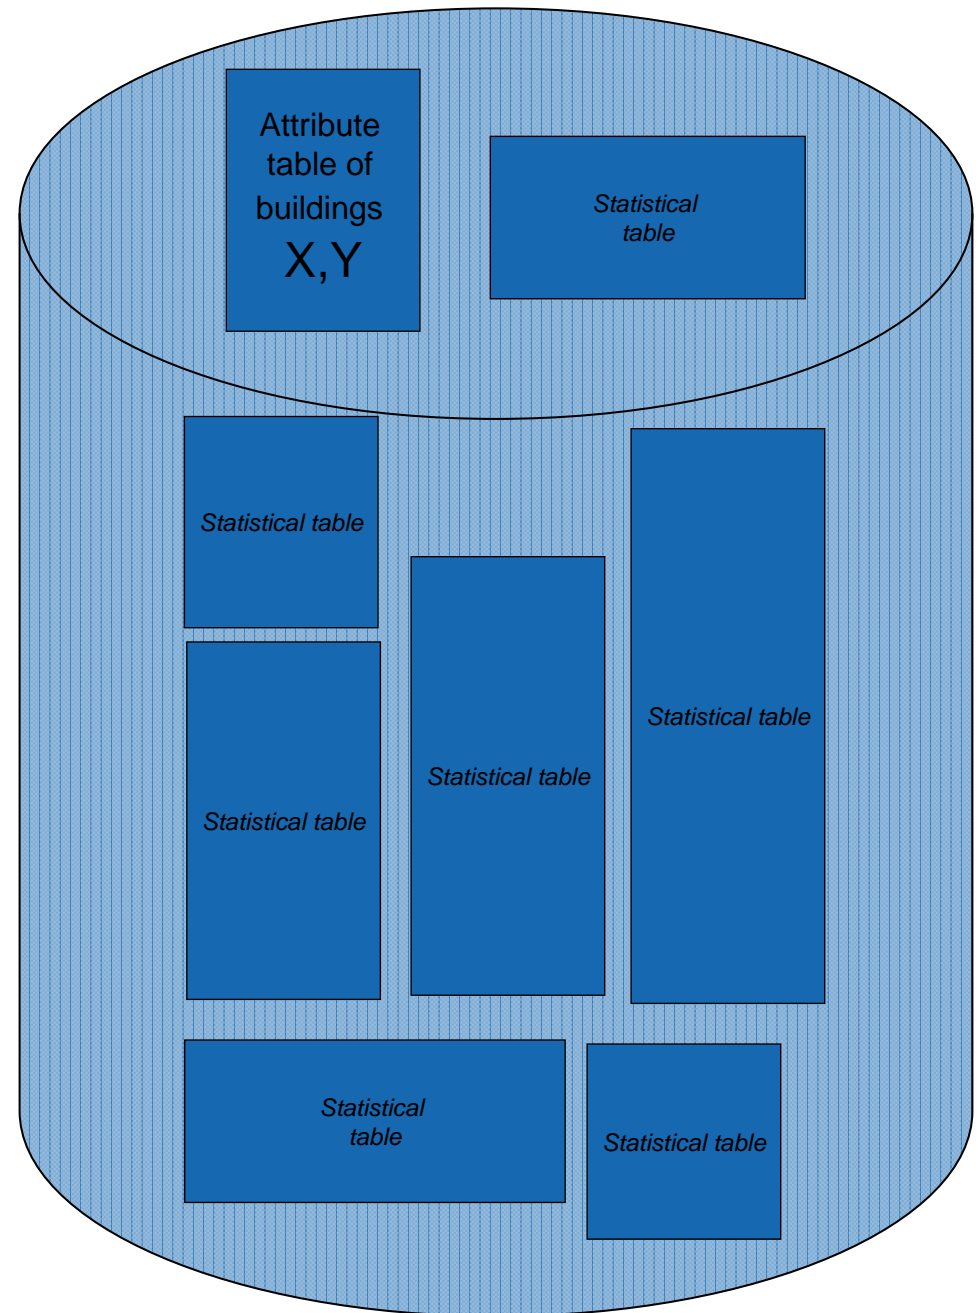 Attribute
table of
buildings
X,Y
Statistical
table
Statistical table
Statistical table
Statistical table
Statistical table
Statistical
table
Statistical table